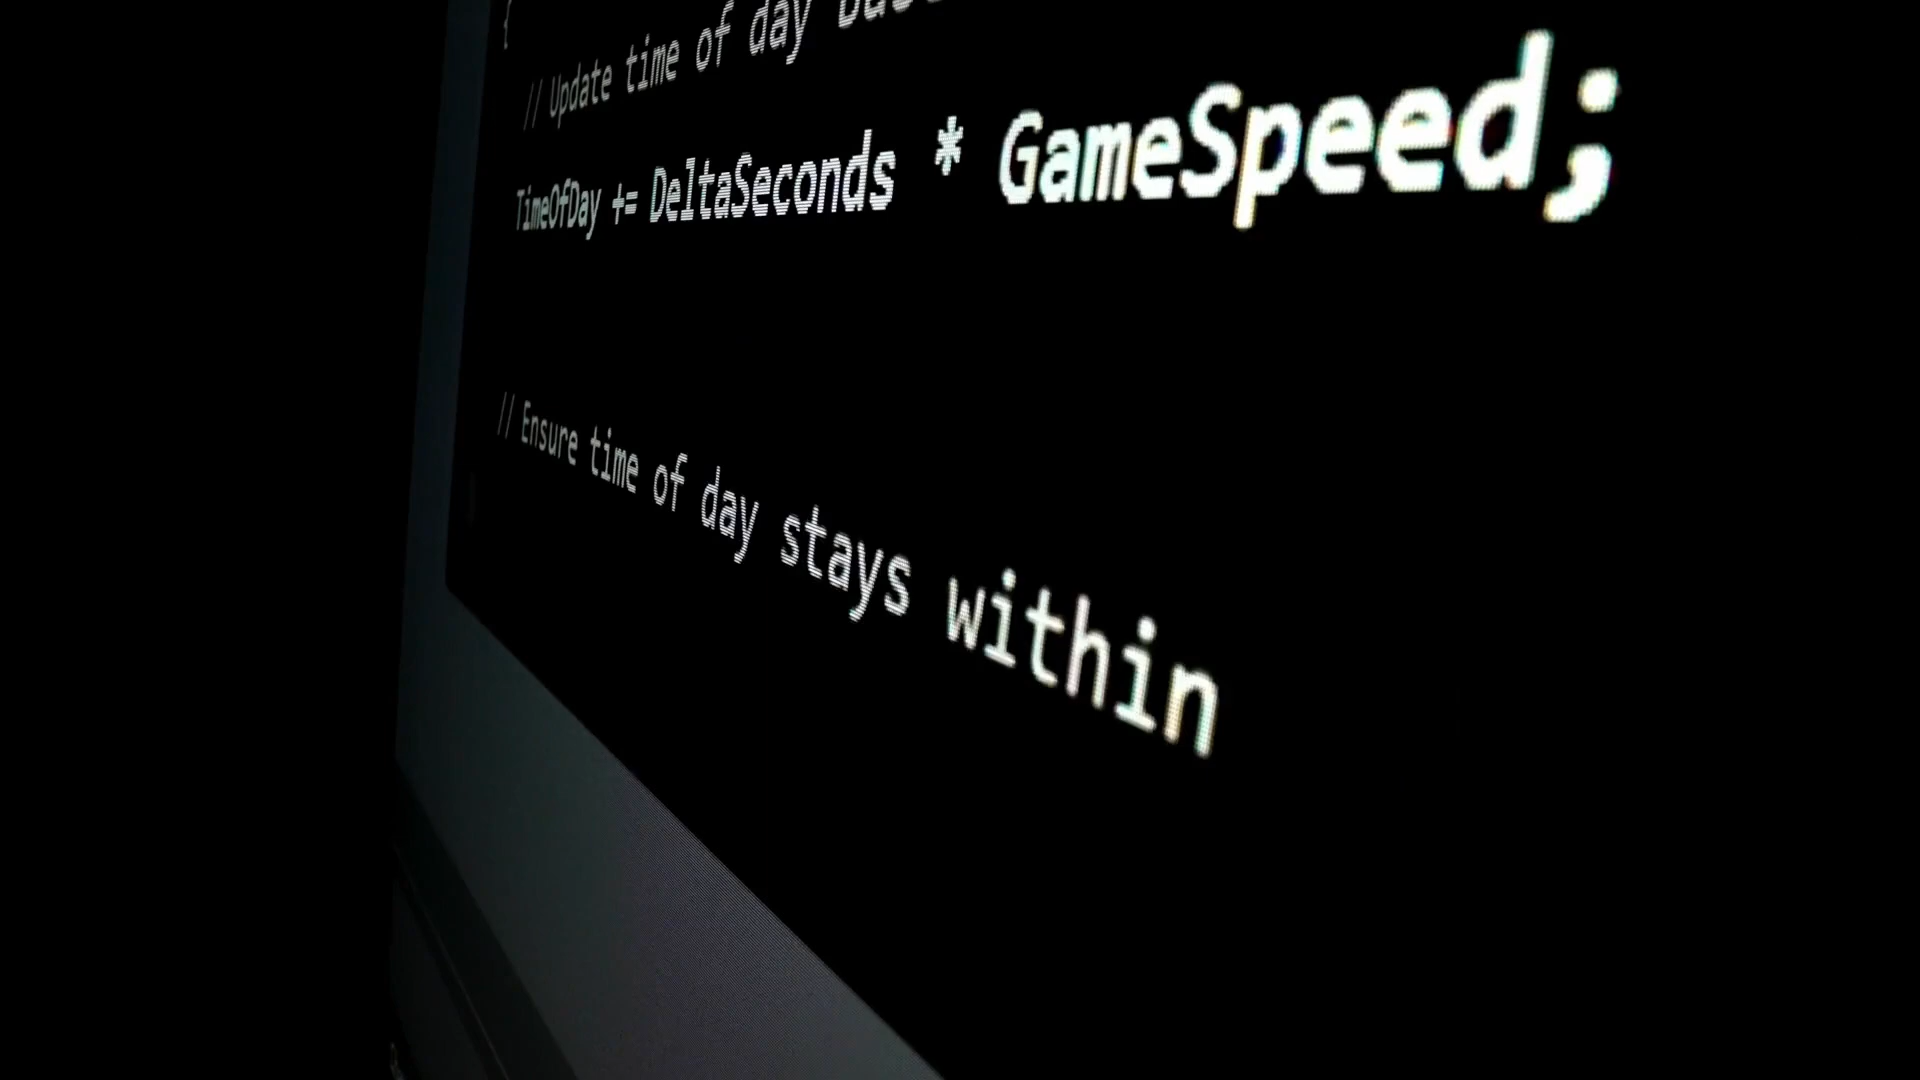 {
// Update time of day
TimeOfDay += DeltaSeconds * GameSpeed;
// Ensure time of day stays within